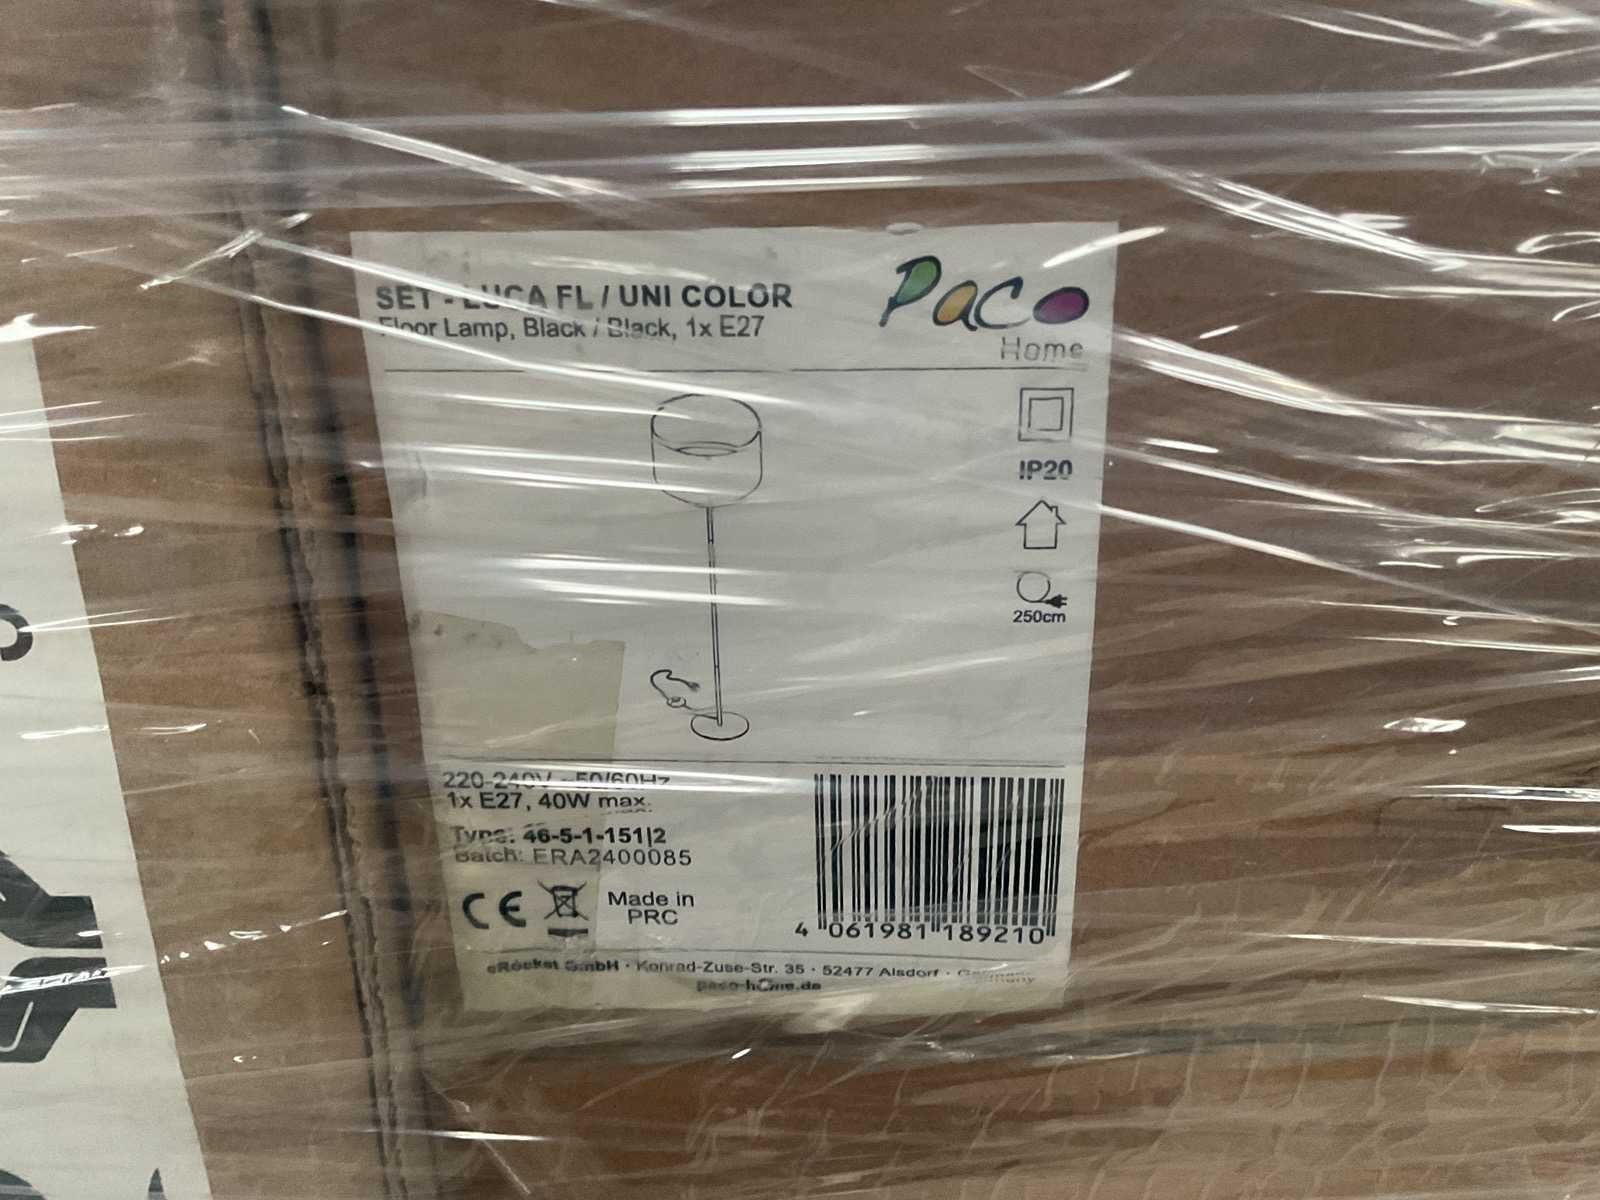 SET - LUCA FL / UNI COLOR
Floor Lamp, Black / Black, 1x E27
Paco
Home
IP20
250cm
220-240V ~ 50/60Hz
1x E27, 40W max.
Type: 46-5-1-151|2
Batch: ERA2400085
CE
Made in
PRC
4 061981 189210
eRocket GmbH · Konrad-Zuse-Str. 35 · 52477 Alsdorf · Germany
paco-home.de